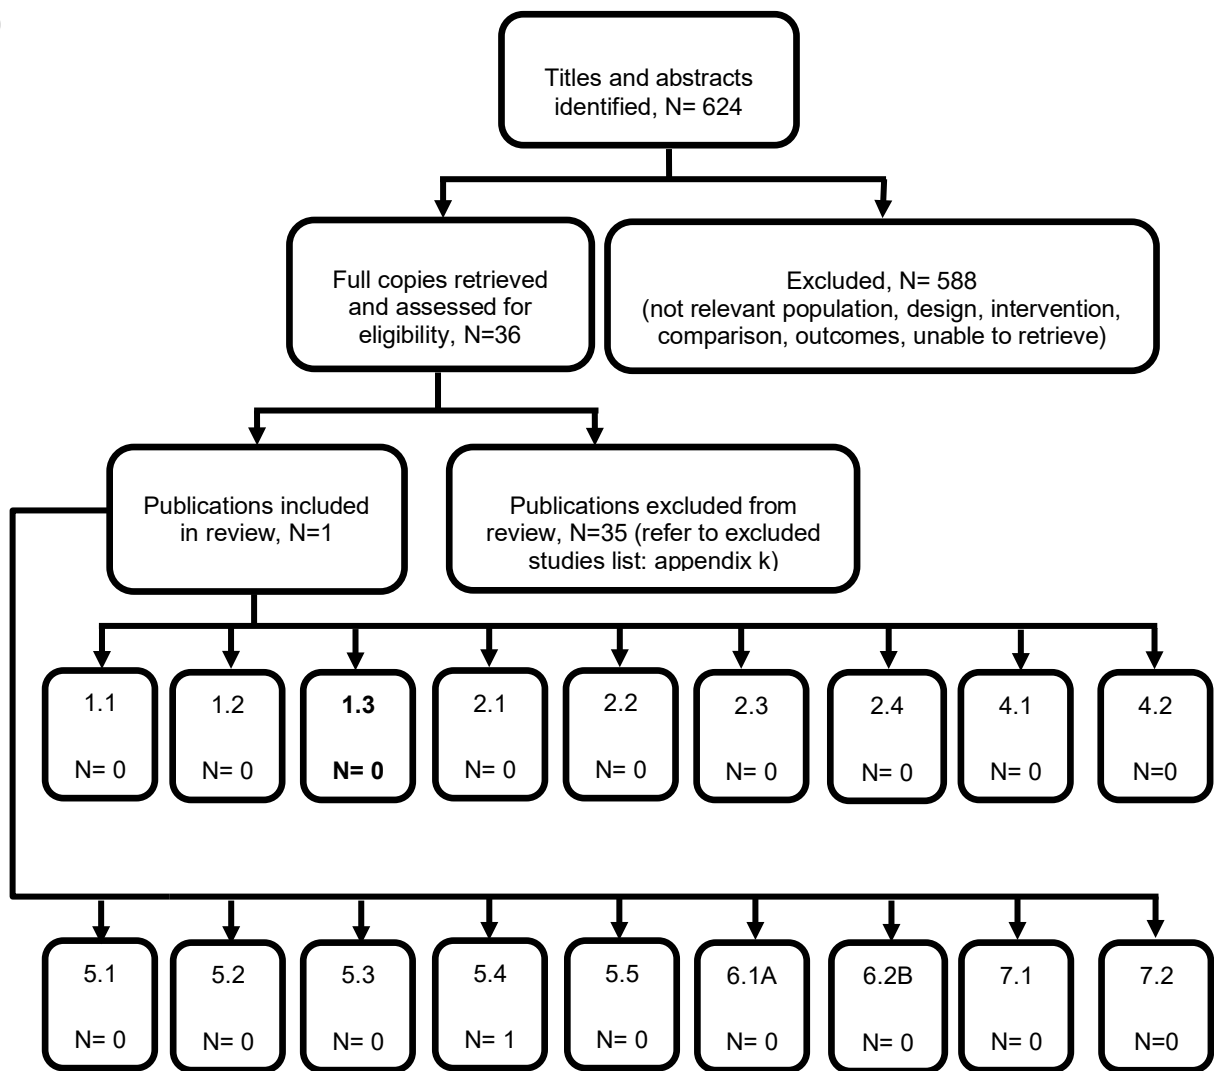 Titles and abstracts
identified, N= 624
Full copies retrieved
and assessed for
eligibility, N=36
Excluded, N= 588
(not relevant population, design, intervention,
comparison, outcomes, unable to retrieve)
Publications included
in review, N=1
Publications excluded from
review, N=35 (refer to excluded
studies list: appendix k)
1.1
N= 0
1.2
N= 0
1.3
N= 0
2.1
N= 0
2.2
N= 0
2.3
N= 0
2.4
N= 0
4.1
N= 0
4.2
N=0
5.1
N= 0
5.2
N= 0
5.3
N= 0
5.4
N= 1
5.5
N= 0
6.1A
N= 0
6.2B
N= 0
7.1
N= 0
7.2
N=0